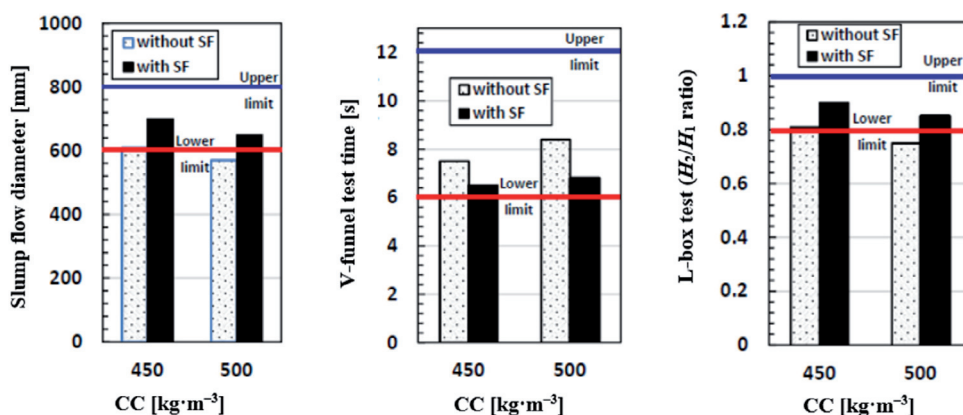 Slump flow diameter [mm]
1000
800
600
400
200
0
without SF
with SF
Upper
limit
Lower
limit
450 500
CC [kg·m⁻³]
V-funnel test time [s]
12
10
8
6
4
2
0
Upper
limit
without SF
with SF
Lower
limit
450 500
CC [kg·m⁻³]
L-box test (H₂/H₁ ratio)
1.2
1
0.8
0.6
0.4
0.2
0
without SF
with SF
Upper
limit
Lower
limit
450 500
CC [kg·m⁻³]